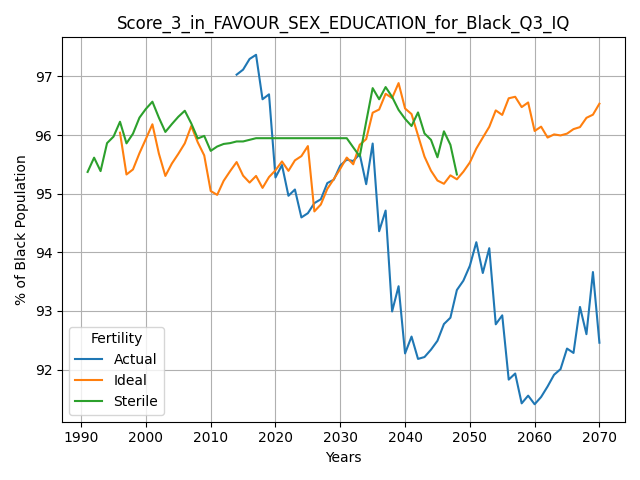 Score_3_in_FAVOUR_SEX_EDUCATION_for_Black_Q3_IQ
% of Black Population
97
96
95
94
93
92
Fertility
Actual
Ideal
Sterile
1990 2000 2010 2020 2030 2040 2050 2060 2070
Years